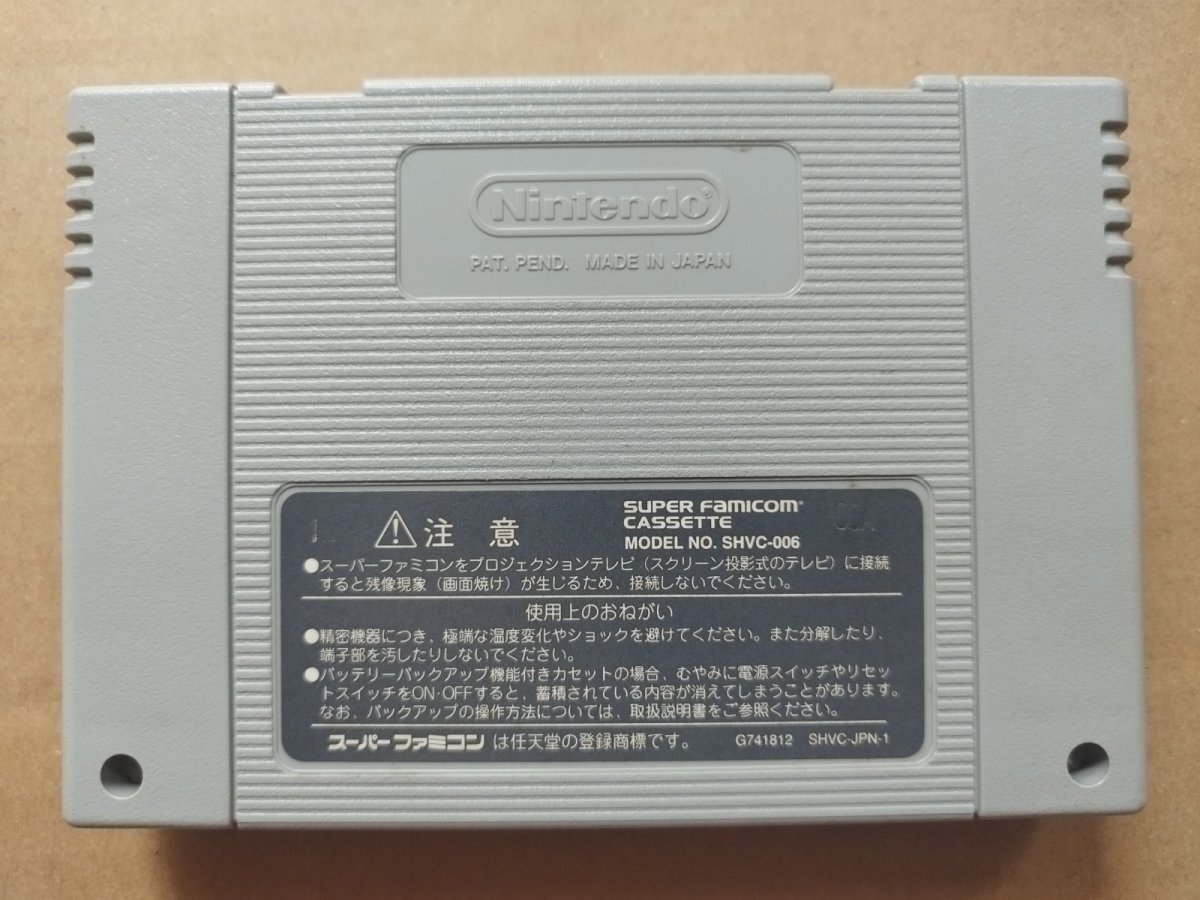 Nintendo®
PAT. PEND. MADE IN JAPAN
注意
SUPER FAMICOM®
CASSETTE
MODEL NO. SHVC-006
●スーパーファミコンをプロジェクションテレビ（スクリーン投影式のテレビ）に接続
すると残像現象（画面焼け）が生じるため、接続しないでください。
使用上のおねがい
●精密機器につき、極端な湿度変化やショックを避けてください。また分解したり、
端子部を汚したりしないでください。
●バッテリーバックアップ機能付きカセットの場合、むやみに電源スイッチやリセッ
トスイッチをON·OFFすると、蓄積されている内容が消えてしまうことがあります。
なお、バックアップの操作方法については、取扱説明書をご参照ください。
スーパーファミコンは任天堂の登録商標です。 G741812 SHVC-JPN-1